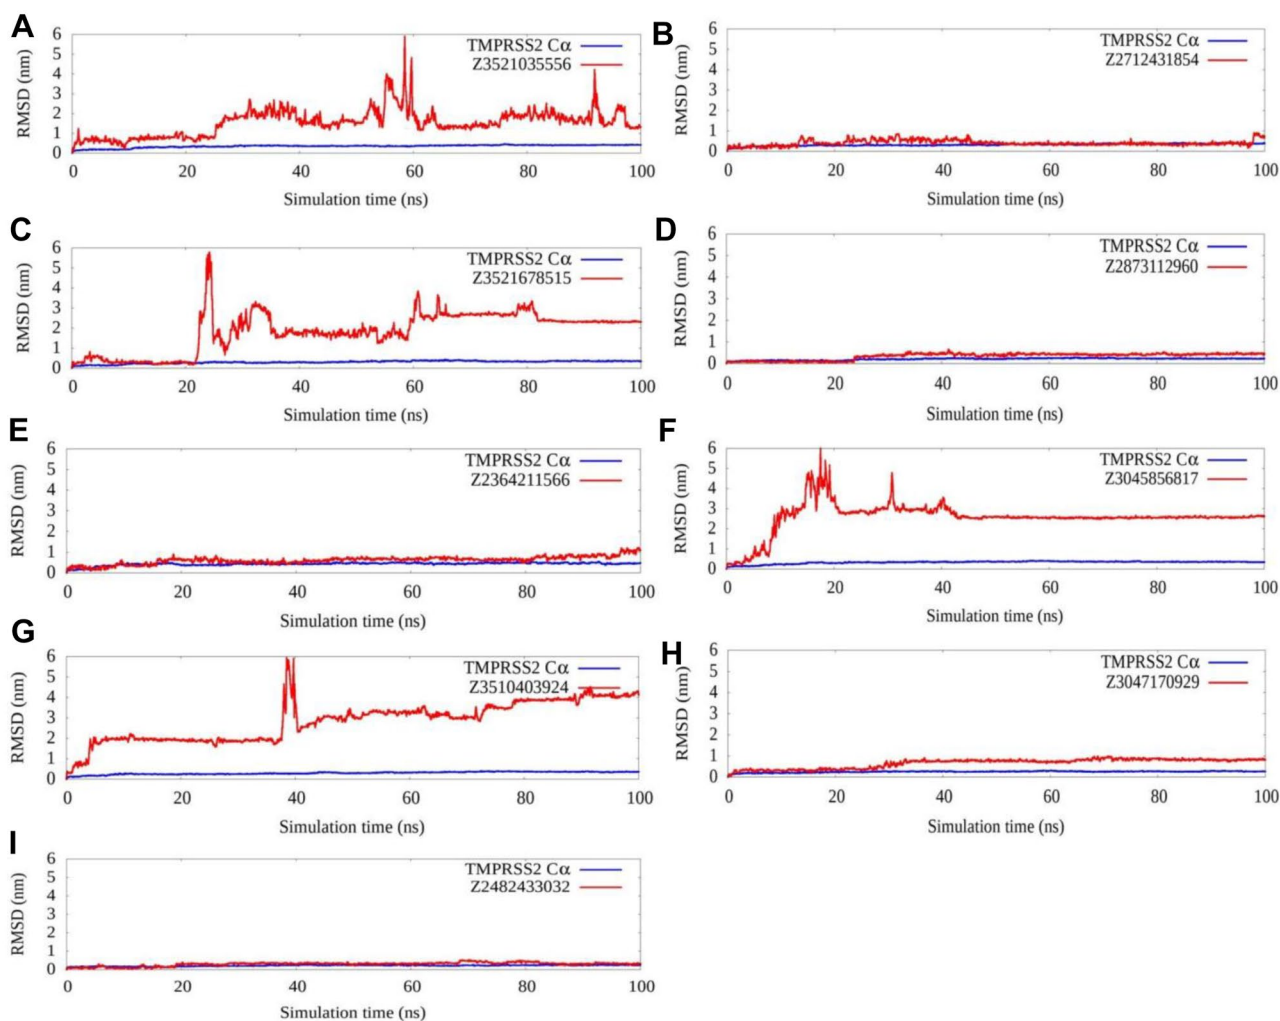 A
RMSD (nm)
6
5
4
3
2
1
0
TMPRSS2 Cα
Z3521035556
0 20 40 60 80 100
Simulation time (ns)
B
RMSD (nm)
6
5
4
3
2
1
0
TMPRSS2 Cα
Z2712431854
0 20 40 60 80 100
Simulation time (ns)
C
RMSD (nm)
6
5
4
3
2
1
0
TMPRSS2 Cα
Z3521678515
0 20 40 60 80 100
Simulation time (ns)
D
RMSD (nm)
6
5
4
3
2
1
0
TMPRSS2 Cα
Z2873112960
0 20 40 60 80 100
Simulation time (ns)
E
RMSD (nm)
6
5
4
3
2
1
0
TMPRSS2 Cα
Z2364211566
0 20 40 60 80 100
Simulation time (ns)
F
RMSD (nm)
6
5
4
3
2
1
0
TMPRSS2 Cα
Z3045856817
0 20 40 60 80 100
Simulation time (ns)
G
RMSD (nm)
6
5
4
3
2
1
0
TMPRSS2 Cα
Z3510403924
0 20 40 60 80 100
Simulation time (ns)
H
RMSD (nm)
6
5
4
3
2
1
0
TMPRSS2 Cα
Z3047170929
0 20 40 60 80 100
Simulation time (ns)
I
RMSD (nm)
6
5
4
3
2
1
0
TMPRSS2 Cα
Z2482433032
0 20 40 60 80 100
Simulation time (ns)